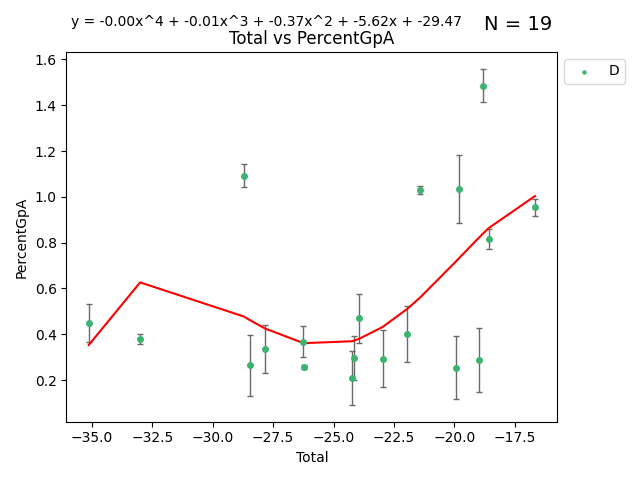 y = -0.00x^4 + -0.01x^3 + -0.37x^2 + -5.62x + -29.47
N = 19
Total vs PercentGpA
D
PercentGpA
1.6
1.4
1.2
1.0
0.8
0.6
0.4
0.2
−35.0 −32.5 −30.0 −27.5 −25.0 −22.5 −20.0 −17.5
Total